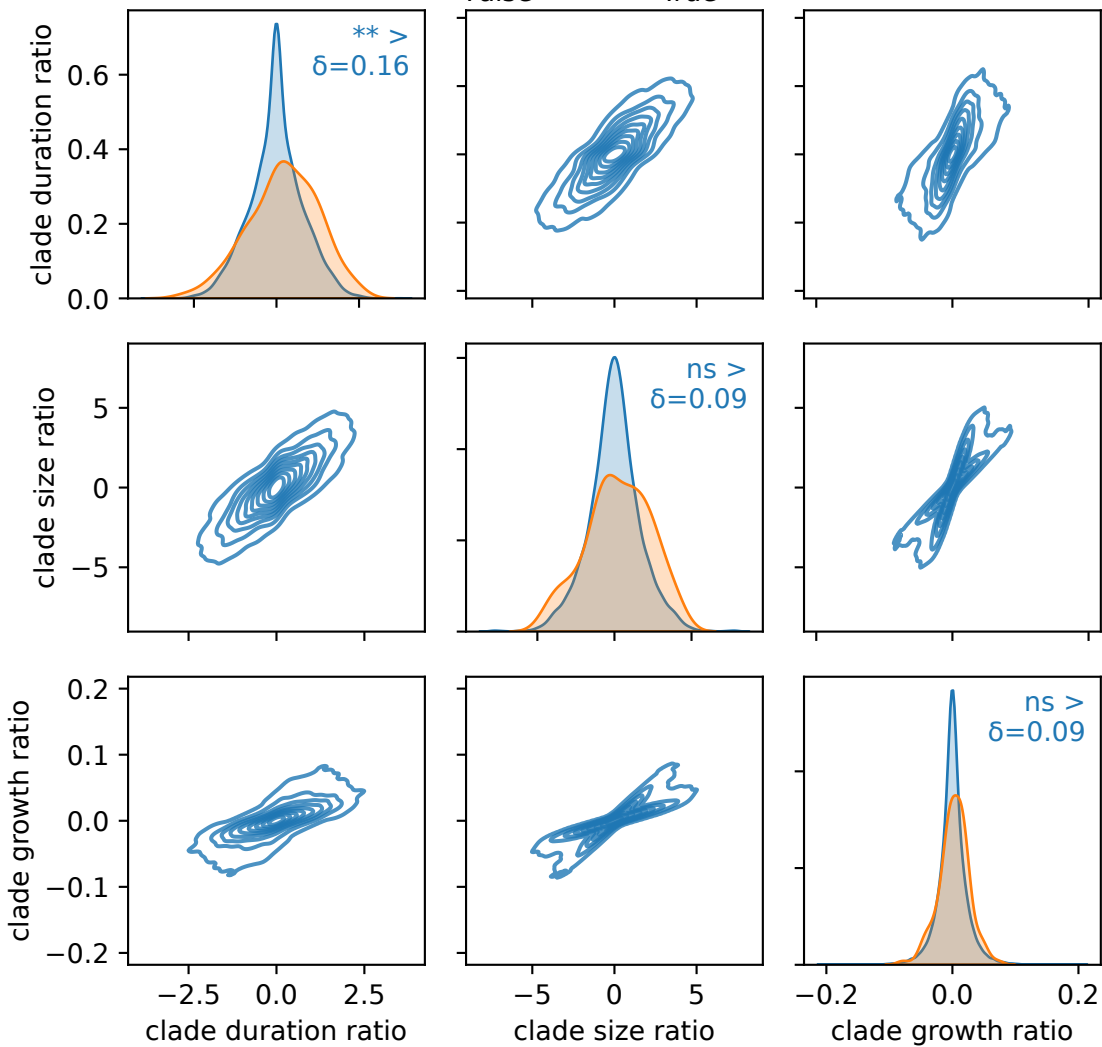 ** >
δ=0.16
clade duration ratio
0.6
0.4
0.2
0.0
ns >
δ=0.09
clade size ratio
5
0
−5
ns >
δ=0.09
clade growth ratio
0.2
0.1
0.0
−0.1
−0.2
−2.5 0.0 2.5
−5 0 5
−0.2 0.0 0.2
clade duration ratio
clade size ratio
clade growth ratio